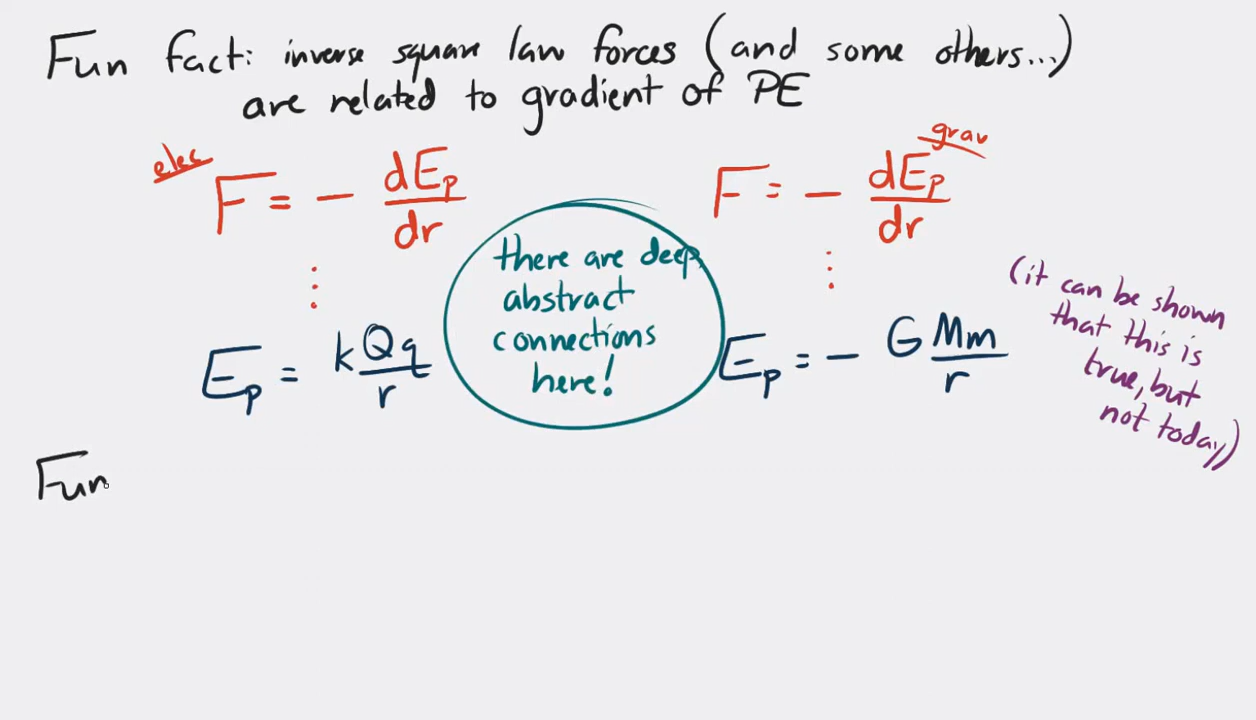 Fun fact: inverse square law forces (and some others...)
are related to gradient of PE
elec
F = - dEp/dr
grav
F = - dEp/dr
there are deep,
abstract
connections
here!
Ep = kQq/r
Ep = - GMm/r
(it can be shown
that this is
true, but
not today)
Fun